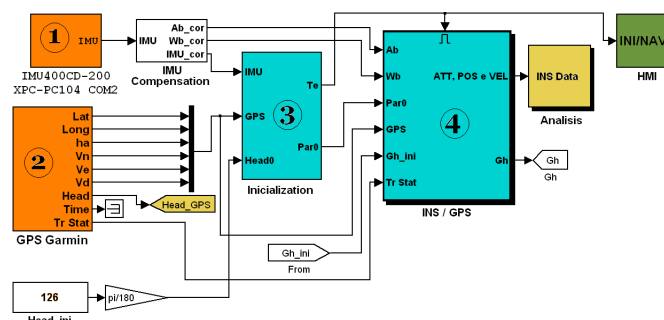 1
IMU
IMU400CD-200
XPC-PC104 COM2
IMU
Ab_cor
Wb_cor
IMU_cor
IMU
Compensation
2
Lat
Long
ha
Vn
Ve
Vd
Head
Time
Tr Stat
GPS Garmin
Head_GPS
3
IMU
GPS
Head0
Te
Par0
Inicialization
4
Ab
Wb
Par0
GPS
Gh_ini
Tr Stat
ATT. POS e VEL
Gh
INS / GPS
INS Data
Analisis
INI/NAV
HMI
Gh
Gh
Gh_ini
From
126
Head_ini
pi/180